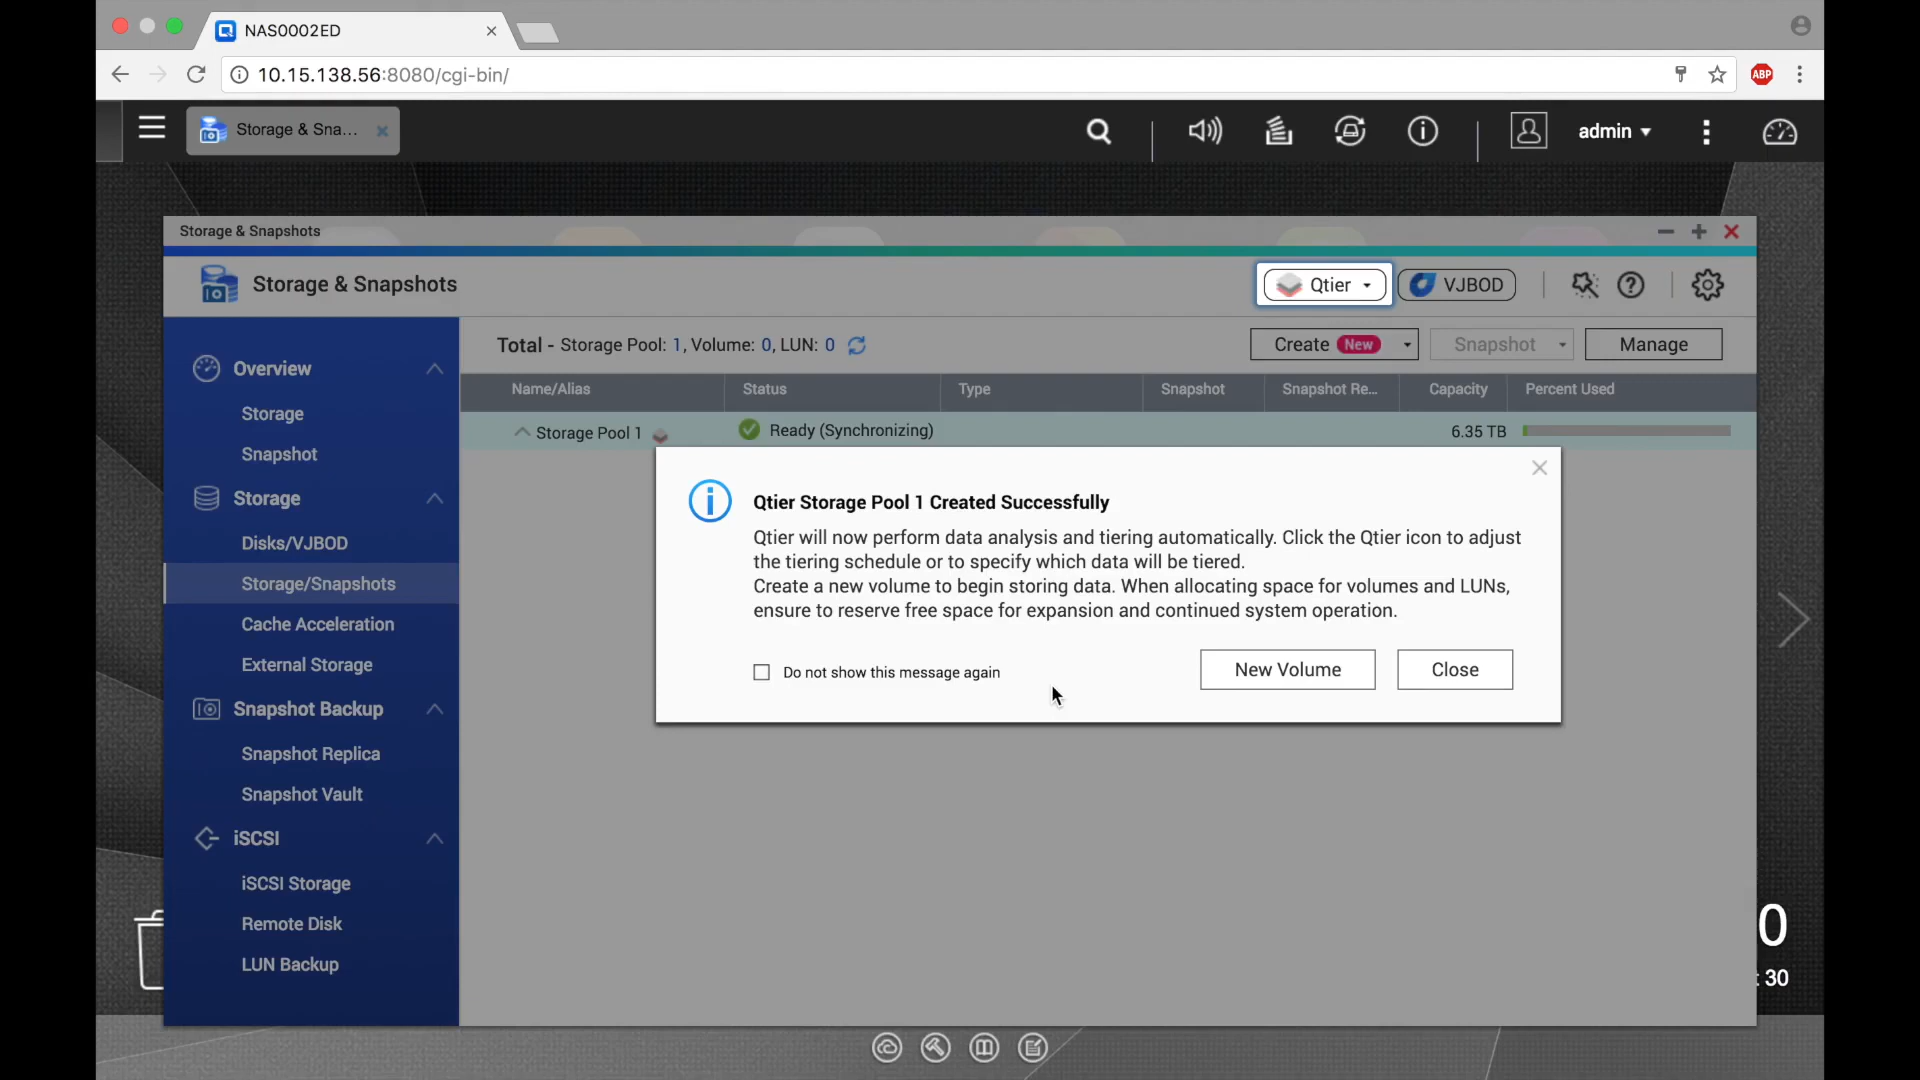 NAS0002ED
10.15.138.56:8080/cgi-bin/
ABP
Storage & Sna...
admin
Storage & Snapshots
Storage & Snapshots
Qtier
VJBOD
Overview
Storage
Snapshot
Storage
Disks/VJBOD
Storage/Snapshots
Cache Acceleration
External Storage
Snapshot Backup
Snapshot Replica
Snapshot Vault
iSCSI
iSCSI Storage
Remote Disk
LUN Backup
Total - Storage Pool: 1, Volume: 0, LUN: 0
Create New
Snapshot
Manage
Name/Alias Status Type Snapshot Snapshot Re... Capacity Percent Used
Storage Pool 1 Ready (Synchronizing) 6.35 TB
Qtier Storage Pool 1 Created Successfully
Qtier will now perform data analysis and tiering automatically. Click the Qtier icon to adjust
the tiering schedule or to specify which data will be tiered.
Create a new volume to begin storing data. When allocating space for volumes and LUNs,
ensure to reserve free space for expansion and continued system operation.
Do not show this message again
New Volume
Close
0
30